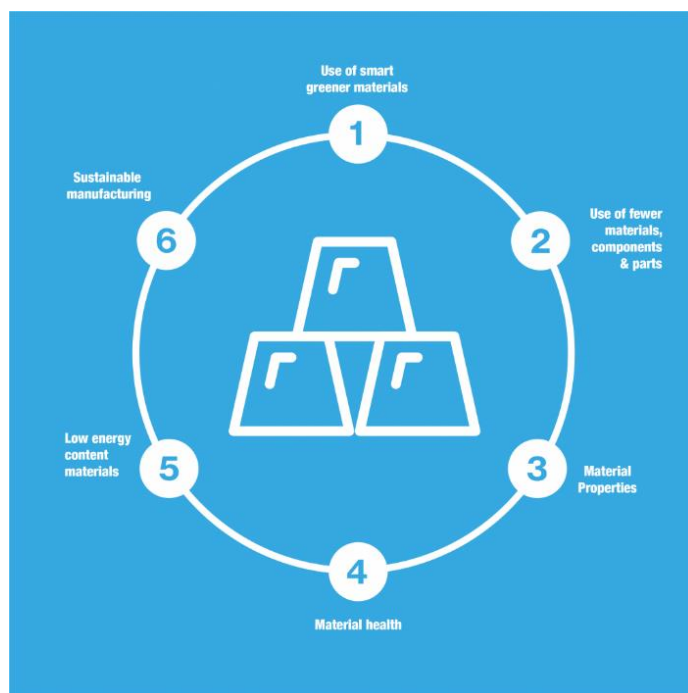 Use of smart
greener materials
1
Use of fewer
materials,
components
& parts
2
Material
Properties
3
Material health
4
Low energy
content
materials
5
Sustainable
manufacturing
6